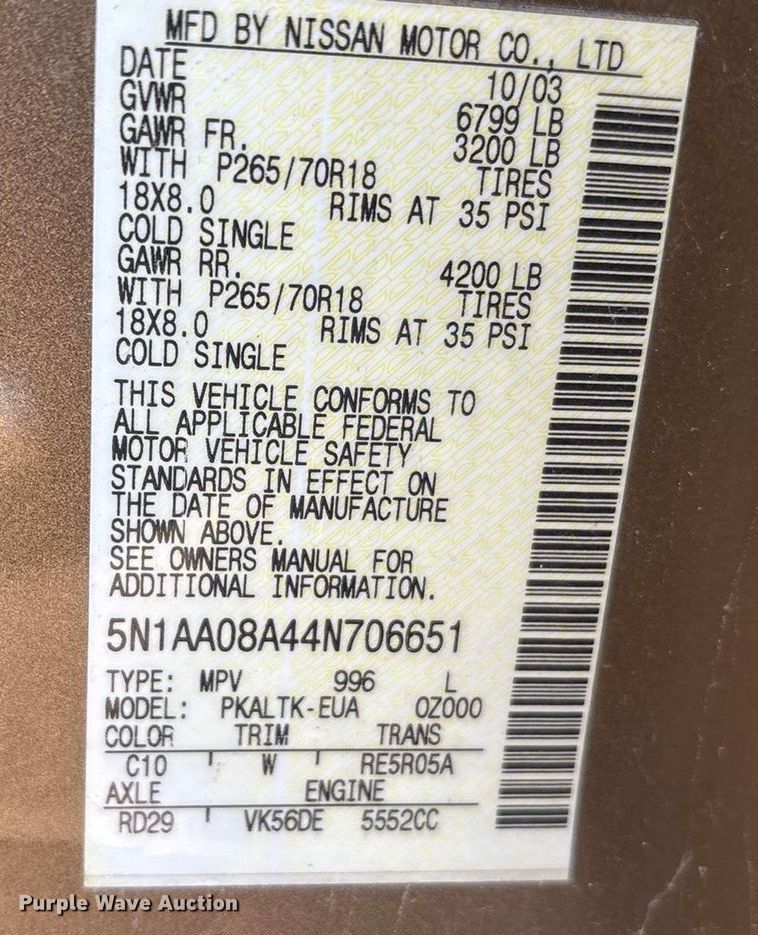 MFD BY NISSAN MOTOR CO., LTD
DATE 10/03
GVWR 6799 LB
GAWR FR. 3200 LB
WITH P265/70R18 TIRES
18X8.0 RIMS AT 35 PSI
COLD SINGLE
GAWR RR. 4200 LB
WITH P265/70R18 TIRES
18X8.0 RIMS AT 35 PSI
COLD SINGLE
THIS VEHICLE CONFORMS TO
ALL APPLICABLE FEDERAL
MOTOR VEHICLE SAFETY
STANDARDS IN EFFECT ON
THE DATE OF MANUFACTURE
SHOWN ABOVE.
SEE OWNERS MANUAL FOR
ADDITIONAL INFORMATION.
5N1AA08A44N706651
TYPE: MPV 996 L
MODEL: PKALTK-EUA 0Z000
COLOR TRIM TRANS
C10 W RE5R05A
AXLE ENGINE
RD29 VK56DE 5552CC
Purple Wave Auction